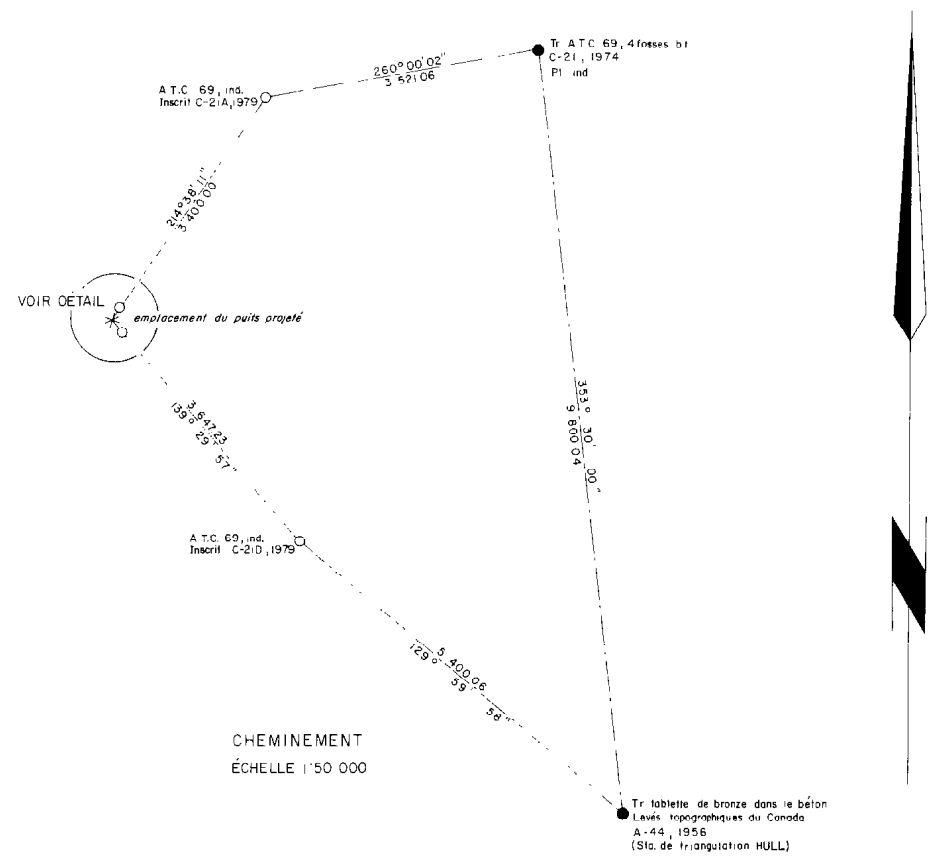 Tr A T C 69, 4 fosses b t
C-21, 1974
Pt ind
260° 00' 02"
3 521 06
A.T.C 69, ind.
Inscrit C-21A, 1979
214° 38' 11"
3 400 00
VOIR DETAIL
emplacement du puits projeté
353° 30' 00"
9 800 04
3 647 23
139° 29' 57"
A T.C. 69, ind.
Inscrit C-21D, 1979
5 400 06
129° 59' 58"
CHEMINEMENT
ÉCHELLE 1:50 000
Tr tablette de bronze dans le béton
Levés topographiques du Canada
A-44, 1956
(Sta. de triangulation HULL)
N